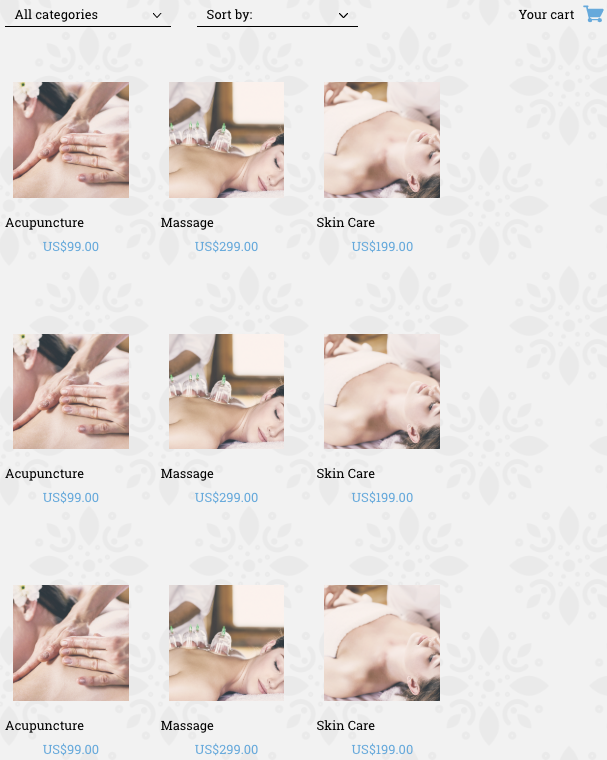 All categories
Sort by:
Your cart
Acupuncture
Massage
Skin Care
US$99.00
US$299.00
US$199.00
Acupuncture
Massage
Skin Care
US$99.00
US$299.00
US$199.00
Acupuncture
Massage
Skin Care
US$99.00
US$299.00
US$199.00